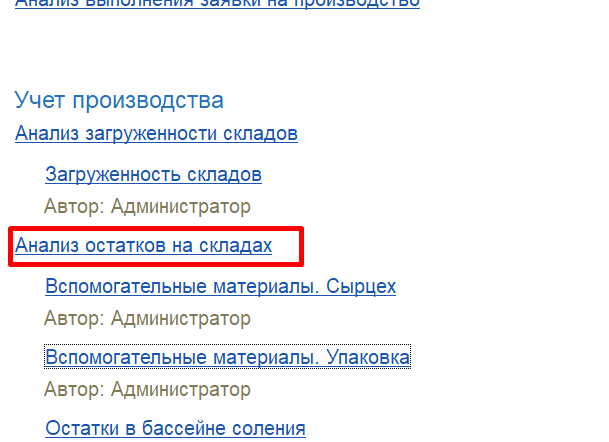 Анализ выполнения заявки на производство
Учет производства
Анализ загруженности складов
Загруженность складов
Автор: Администратор
Анализ остатков на складах
Вспомогательные материалы. Сырцех
Автор: Администратор
Вспомогательные материалы. Упаковка
Автор: Администратор
Остатки в бассейне соления